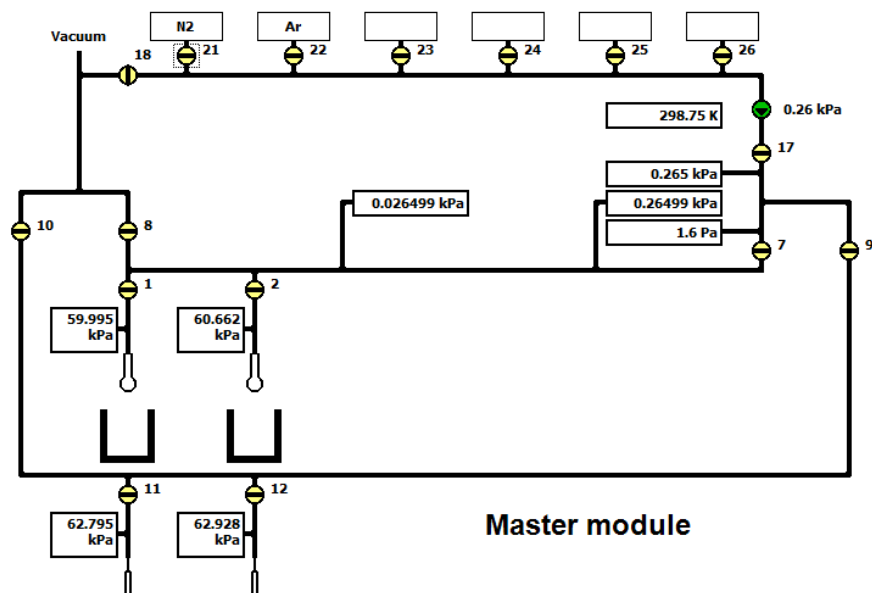 N2
Ar
Vacuum
18
21
22
23
24
25
26
298.75 K
0.26 kPa
17
0.265 kPa
0.026499 kPa
0.26499 kPa
10
8
1.6 Pa
7
9
1
2
59.995
kPa
60.662
kPa
11
12
62.795
kPa
62.928
kPa
Master module